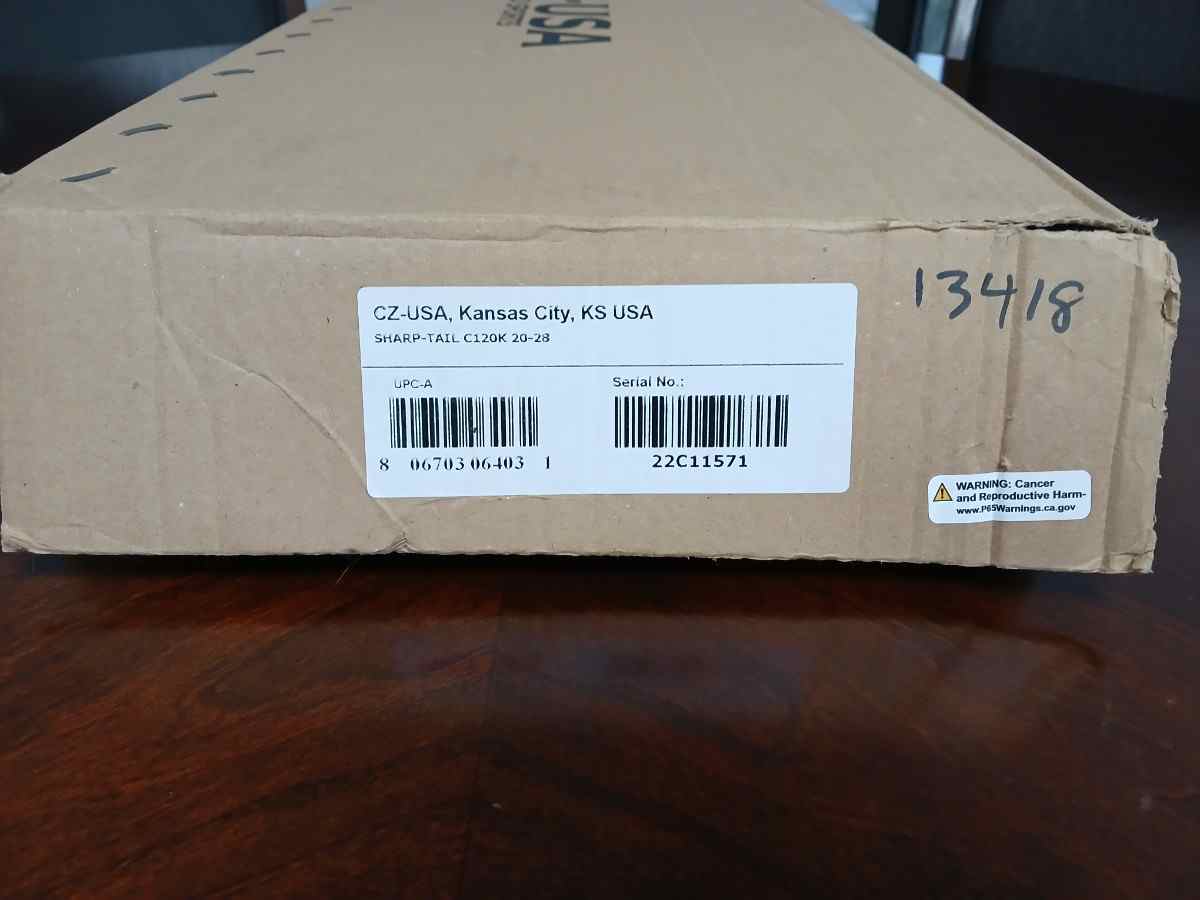 -USA
SPORTS
13418
CZ-USA, Kansas City, KS USA
SHARP-TAIL C120K 20-28
UPC-A
Serial No.:
8 06703 06403 1
22C11571
WARNING: Cancer
and Reproductive Harm-
www.P65Warnings.ca.gov